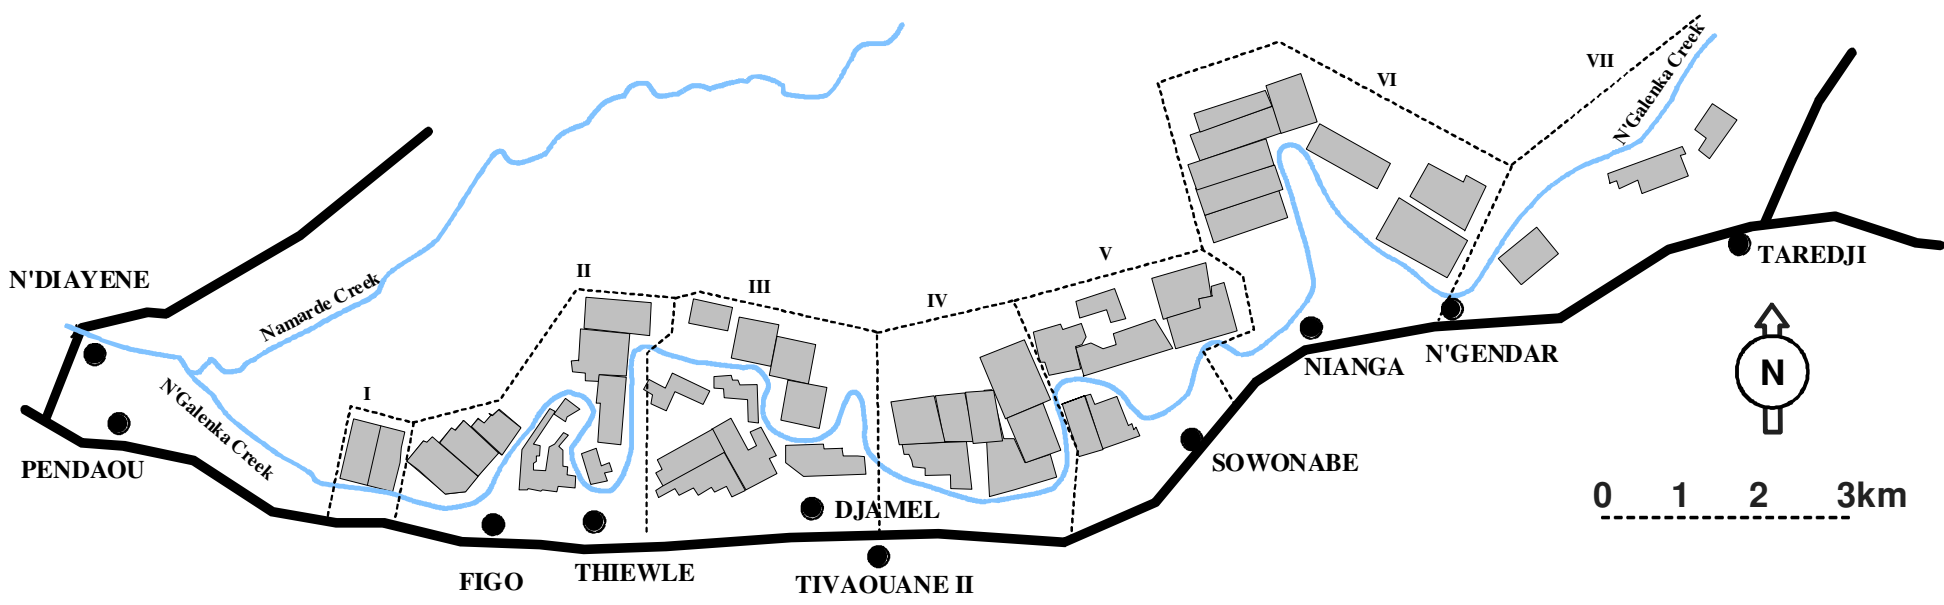 VII
VI
N'Galenka Creek
V
TAREDJI
N'DIAYENE
II
III
IV
Namarde Creek
NIANGA
N'GENDAR
N
I
N'Galenka Creek
PENDAOU
SOWONABE
0 1 2 3km
DJAMEL
FIGO
THIEWLE
TIVAOUANE II